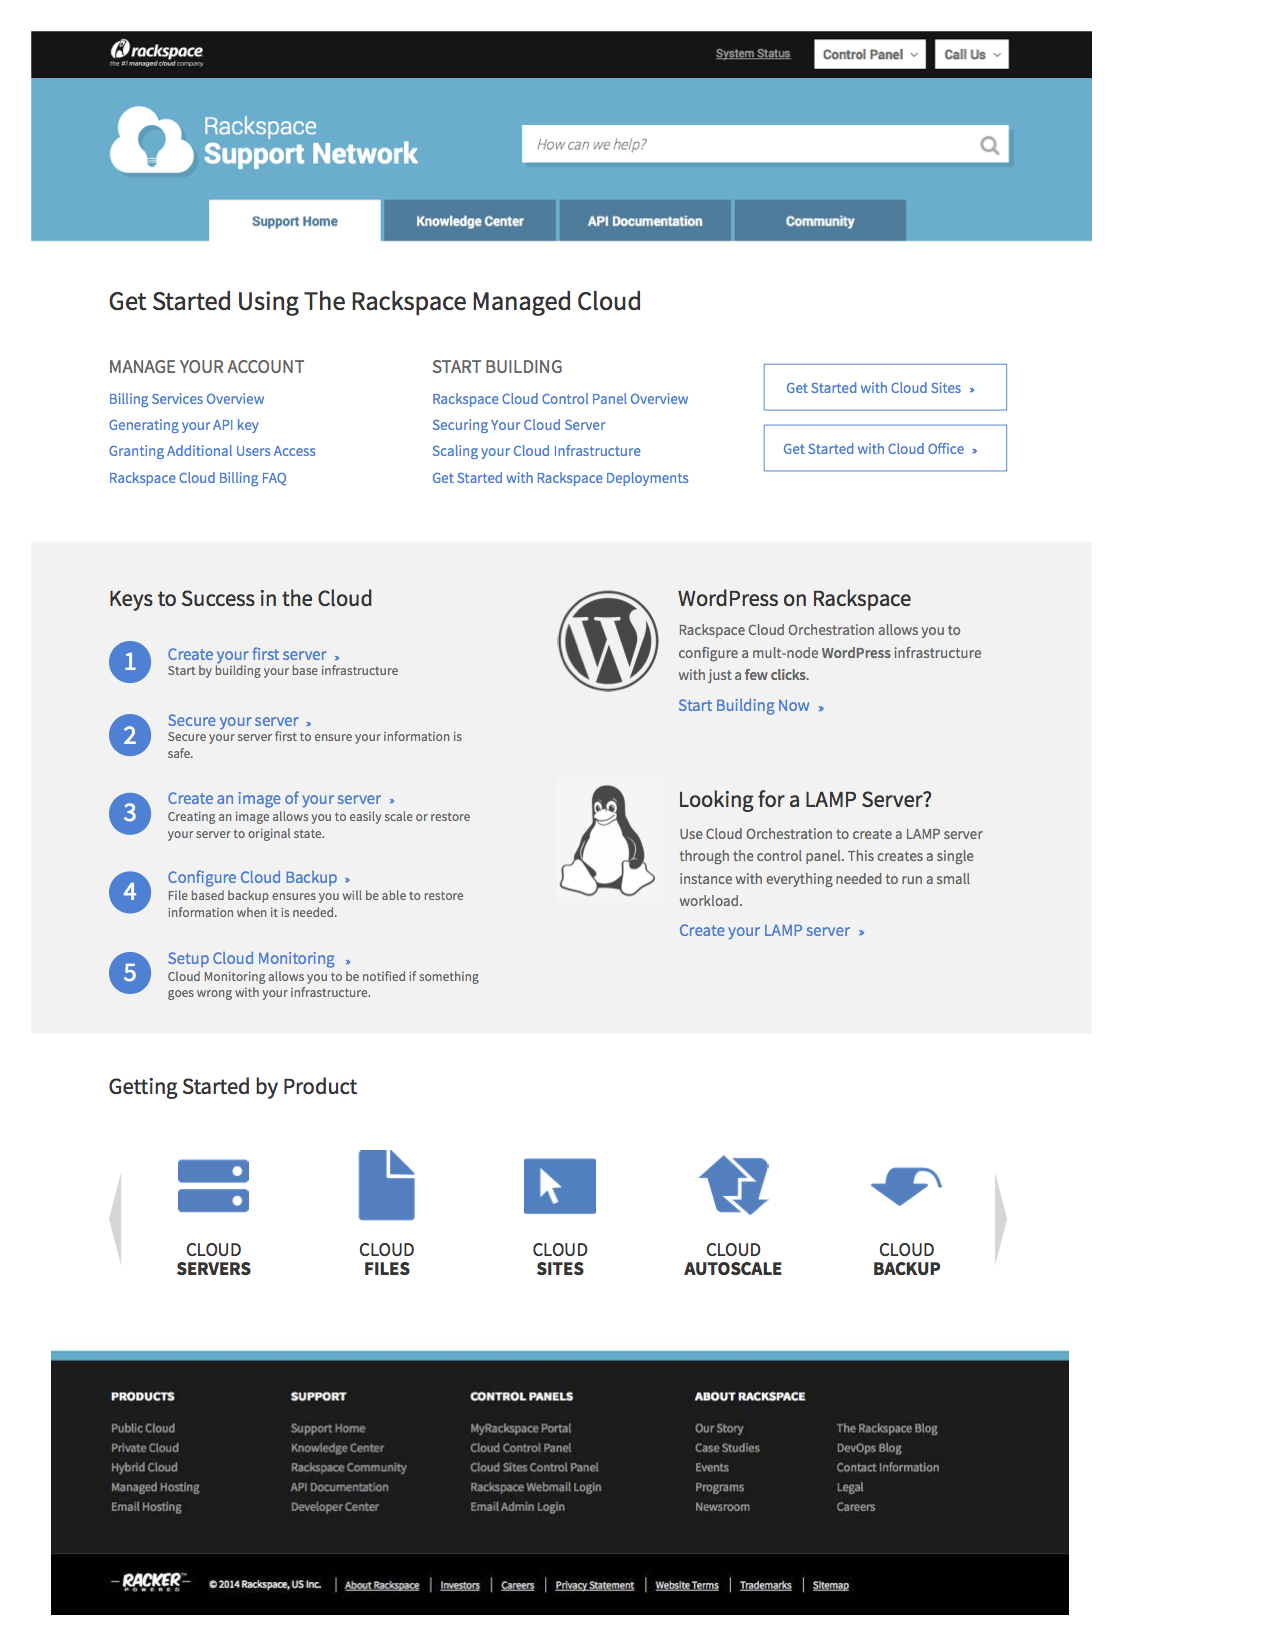 rackspace
the #1 managed cloud company
System Status
Control Panel
Call Us
Rackspace
Support Network
How can we help?
Support Home
Knowledge Center
API Documentation
Community
Get Started Using The Rackspace Managed Cloud
MANAGE YOUR ACCOUNT
Billing Services Overview
Generating your API key
Granting Additional Users Access
Rackspace Cloud Billing FAQ
START BUILDING
Rackspace Cloud Control Panel Overview
Securing Your Cloud Server
Scaling your Cloud Infrastructure
Get Started with Rackspace Deployments
Get Started with Cloud Sites »
Get Started with Cloud Office »
Keys to Success in the Cloud
1
Create your first server »
Start by building your base infrastructure
2
Secure your server »
Secure your server first to ensure your information is
safe.
3
Create an image of your server »
Creating an image allows you to easily scale or restore
your server to original state.
4
Configure Cloud Backup »
File based backup ensures you will be able to restore
information when it is needed.
5
Setup Cloud Monitoring »
Cloud Monitoring allows you to be notified if something
goes wrong with your infrastructure.
WordPress on Rackspace
Rackspace Cloud Orchestration allows you to
configure a mult-node WordPress infrastructure
with just a few clicks.
Start Building Now »
Looking for a LAMP Server?
Use Cloud Orchestration to create a LAMP server
through the control panel. This creates a single
instance with everything needed to run a small
workload.
Create your LAMP server »
Getting Started by Product
CLOUD
SERVERS
CLOUD
FILES
CLOUD
SITES
CLOUD
AUTOSCALE
CLOUD
BACKUP
PRODUCTS
Public Cloud
Private Cloud
Hybrid Cloud
Managed Hosting
Email Hosting
SUPPORT
Support Home
Knowledge Center
Rackspace Community
API Documentation
Developer Center
CONTROL PANELS
MyRackspace Portal
Cloud Control Panel
Cloud Sites Control Panel
Rackspace Webmail Login
Email Admin Login
ABOUT RACKSPACE
Our Story
Case Studies
Events
Programs
Newsroom
The Rackspace Blog
DevOps Blog
Contact Information
Legal
Careers
RACKER™
POWERED
© 2014 Rackspace, US Inc. | About Rackspace | Investors | Careers | Privacy Statement | Website Terms | Trademarks | Sitemap